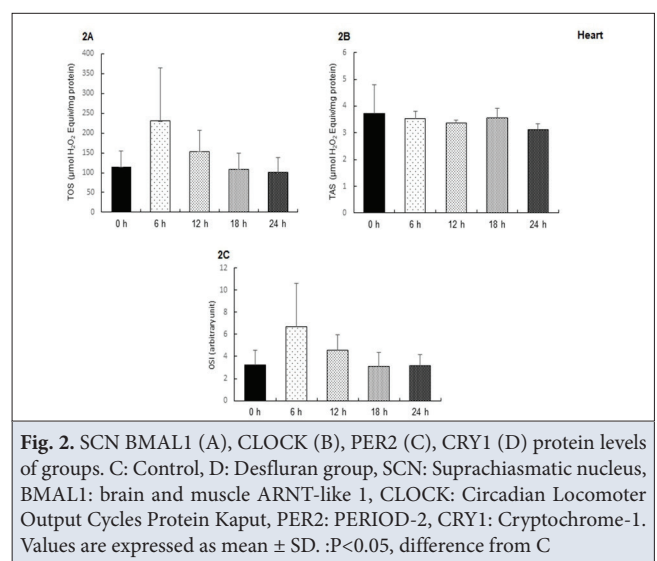 2A
2B
Heart
TOS (µmol H₂O₂ Equiv/mg protein)
400
350
300
250
200
150
100
50
0
0 h 6 h 12 h 18 h 24 h
TAS (µmol H₂O₂ Equiv/mg protein)
6
5
4
3
2
1
0
0 h 6 h 12 h 18 h 24 h
2C
OSI (arbitrary unit)
12
10
8
6
4
2
0
0 h 6 h 12 h 18 h 24 h
Fig. 2. SCN BMAL1 (A), CLOCK (B), PER2 (C), CRY1 (D) protein levels
of groups. C: Control, D: Desfluran group, SCN: Suprachiasmatic nucleus,
BMAL1: brain and muscle ARNT-like 1, CLOCK: Circadian Locomoter
Output Cycles Protein Kaput, PER2: PERIOD-2, CRY1: Cryptochrome-1.
Values are expressed as mean ± SD. :P<0.05, difference from C